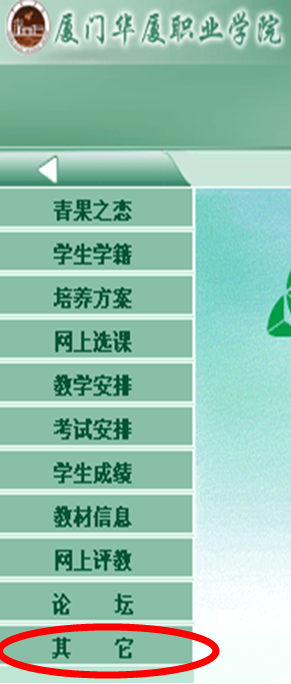 厦门华厦职业学院
青果之恋
学生学籍
培养方案
网上选课
教学安排
考试安排
学生成绩
教材信息
网上评教
论 坛
其 它